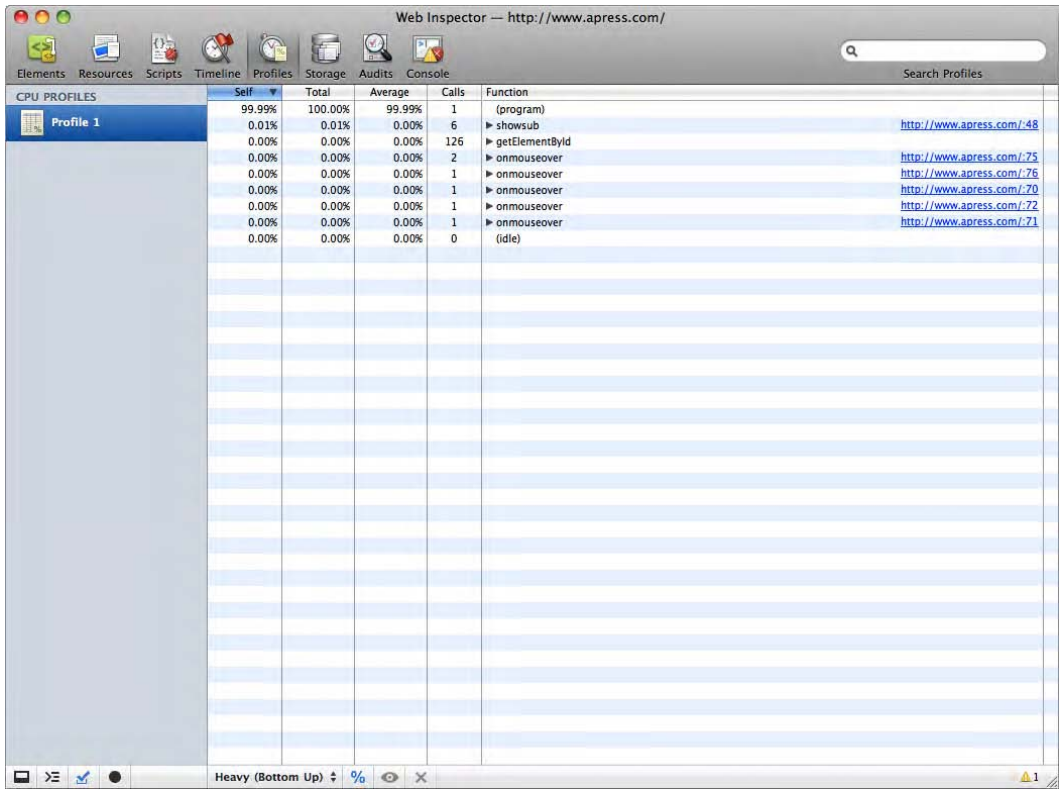 Web Inspector — http://www.apress.com/
Elements Resources Scripts Timeline Profiles Storage Audits Console Search Profiles
CPU PROFILES
Profile 1
Self Total Average Calls Function
99.99% 100.00% 99.99% 1 (program)
0.01% 0.01% 0.00% 6 showsub http://www.apress.com/:48
0.00% 0.00% 0.00% 126 getElementById
0.00% 0.00% 0.00% 2 onmouseover http://www.apress.com/:75
0.00% 0.00% 0.00% 1 onmouseover http://www.apress.com/:76
0.00% 0.00% 0.00% 1 onmouseover http://www.apress.com/:70
0.00% 0.00% 0.00% 1 onmouseover http://www.apress.com/:72
0.00% 0.00% 0.00% 1 onmouseover http://www.apress.com/:71
0.00% 0.00% 0.00% 0 (idle)
Heavy (Bottom Up) % 1